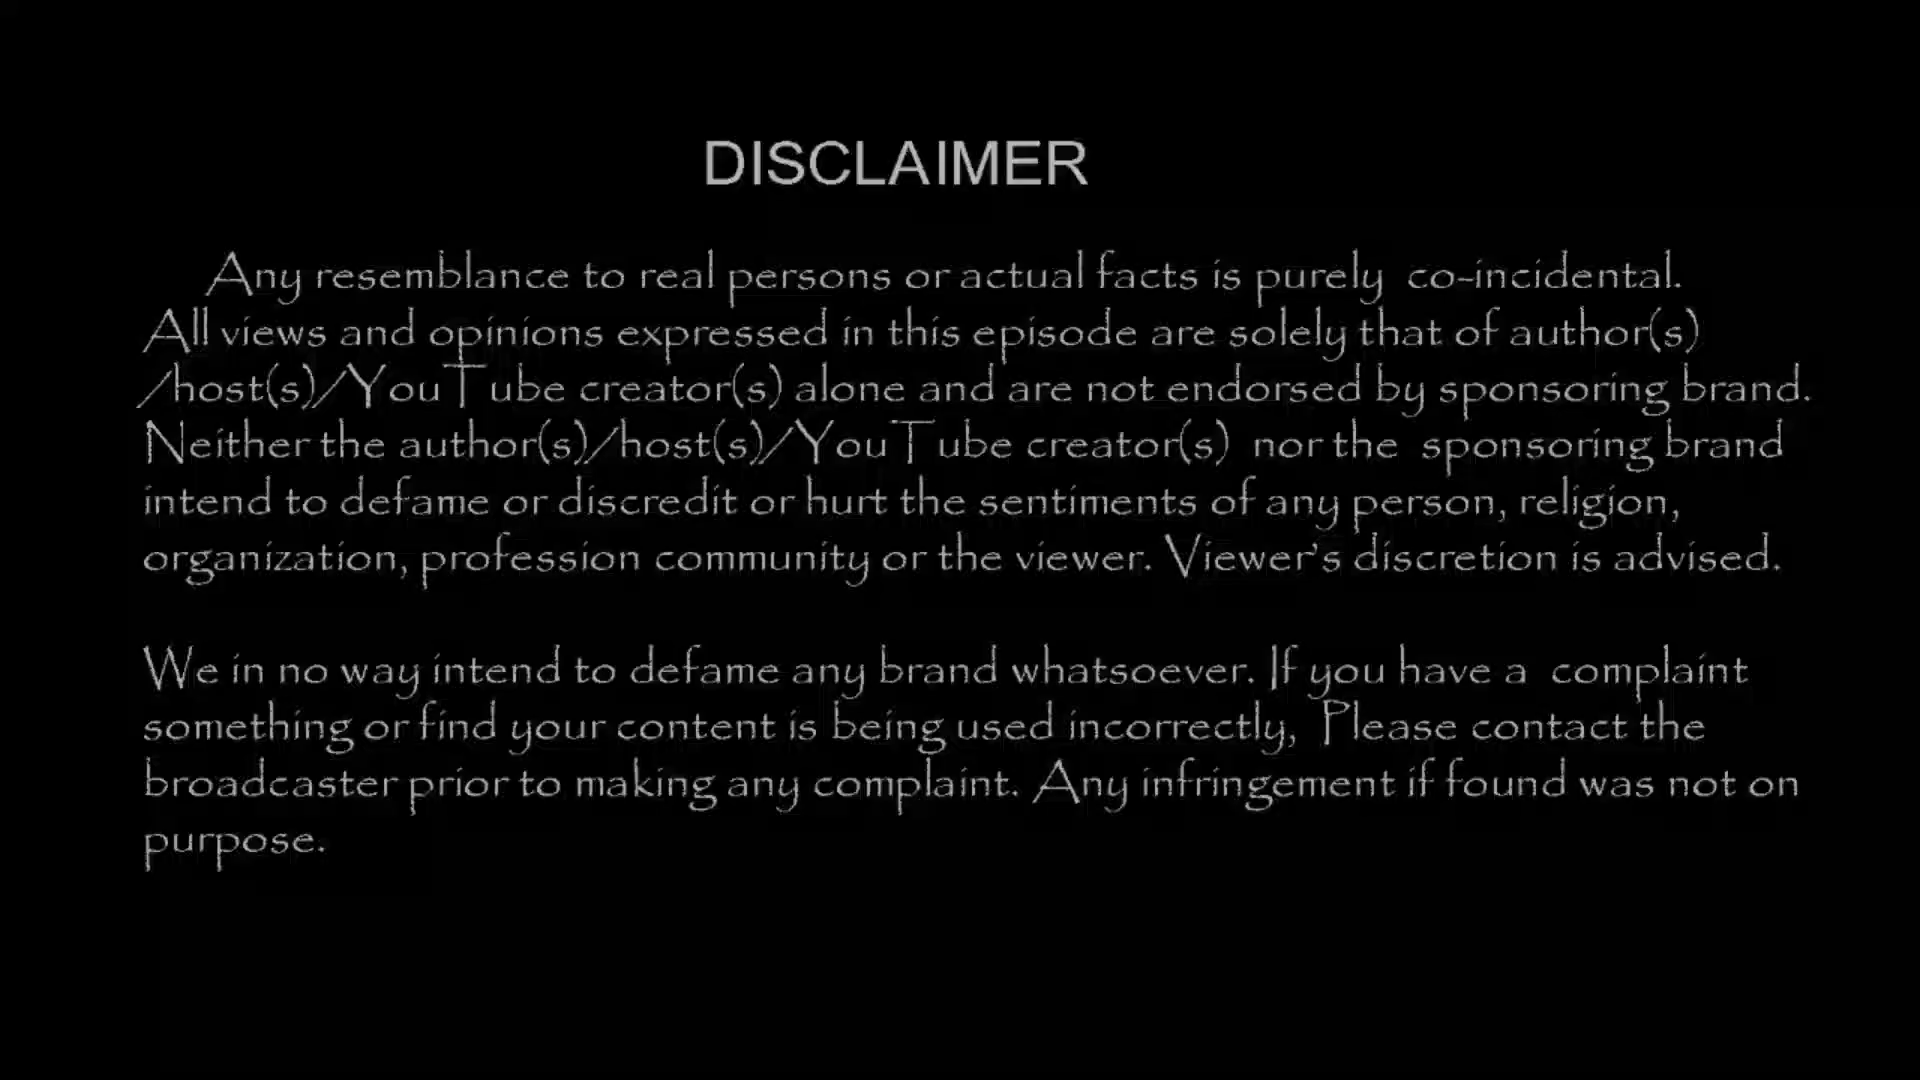 DISCLAIMER
Any resemblance to real persons or actual facts is purely co-incidental.
All views and opinions expressed in this episode are solely that of author(s)
/host(s)/YouTube creator(s) alone and are not endorsed by sponsoring brand.
Neither the author(s)/host(s)/YouTube creator(s) nor the sponsoring brand
intend to defame or discredit or hurt the sentiments of any person, religion,
organization, profession community or the viewer. Viewer's discretion is advised.
We in no way intend to defame any brand whatsoever. If you have a complaint
something or find your content is being used incorrectly, Please contact the
broadcaster prior to making any complaint. Any infringement if found was not on
purpose.